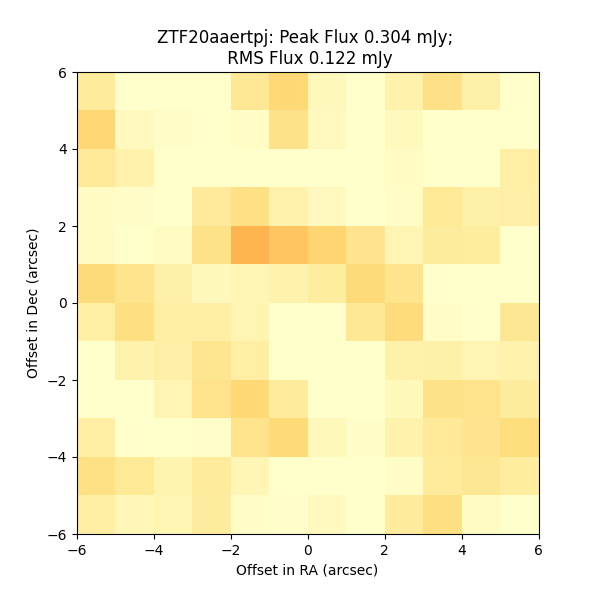 ZTF20aaertpj: Peak Flux 0.304 mJy;
RMS Flux 0.122 mJy
6
4
2
0
−2
−4
−6
Offset in Dec (arcsec)
−6 −4 −2 0 2 4 6
Offset in RA (arcsec)